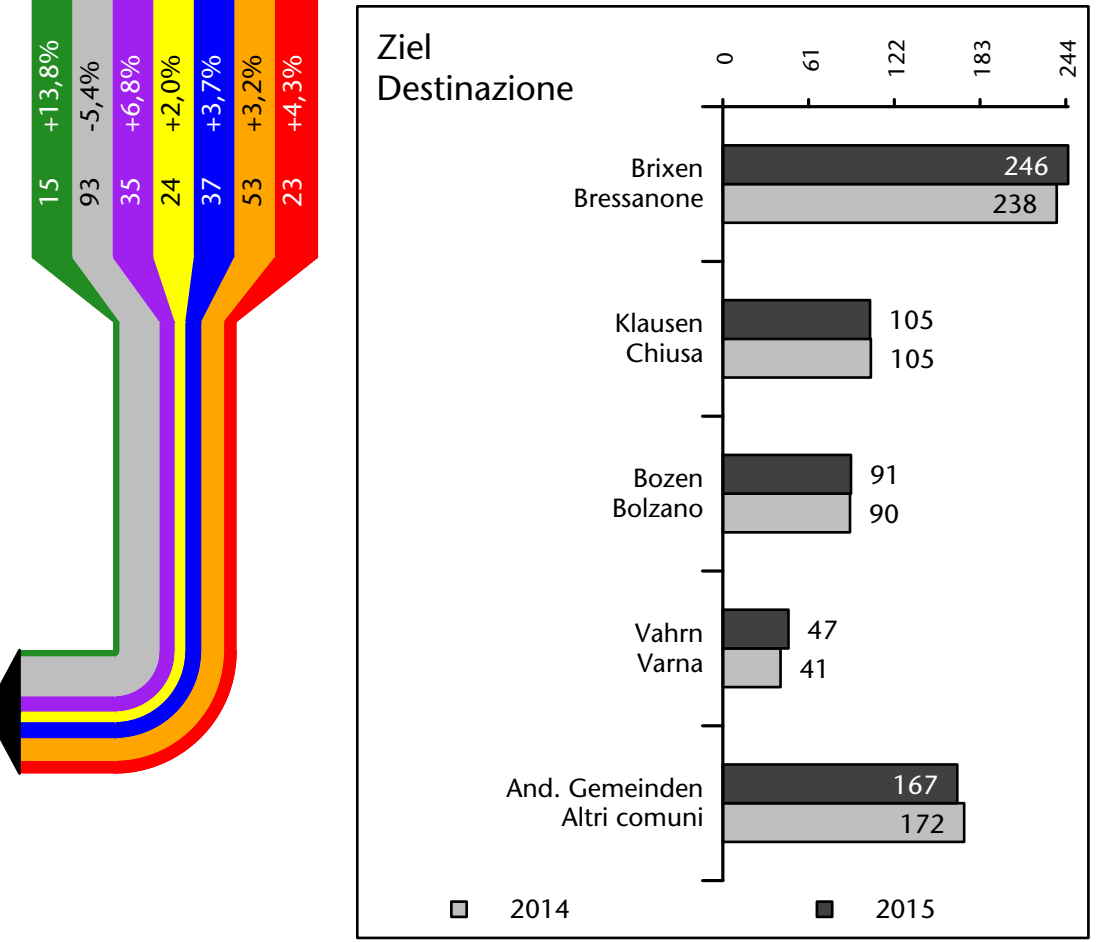 15 +13,8%
93 -5,4%
35 +6,8%
24 +2,0%
37 +3,7%
53 +3,2%
23 +4,3%
Ziel
Destinazione
0 61 122 183 244
Brixen
Bressanone
246
238
Klausen
Chiusa
105
105
Bozen
Bolzano
91
90
Vahrn
Varna
47
41
And. Gemeinden
Altri comuni
167
172
2014 2015